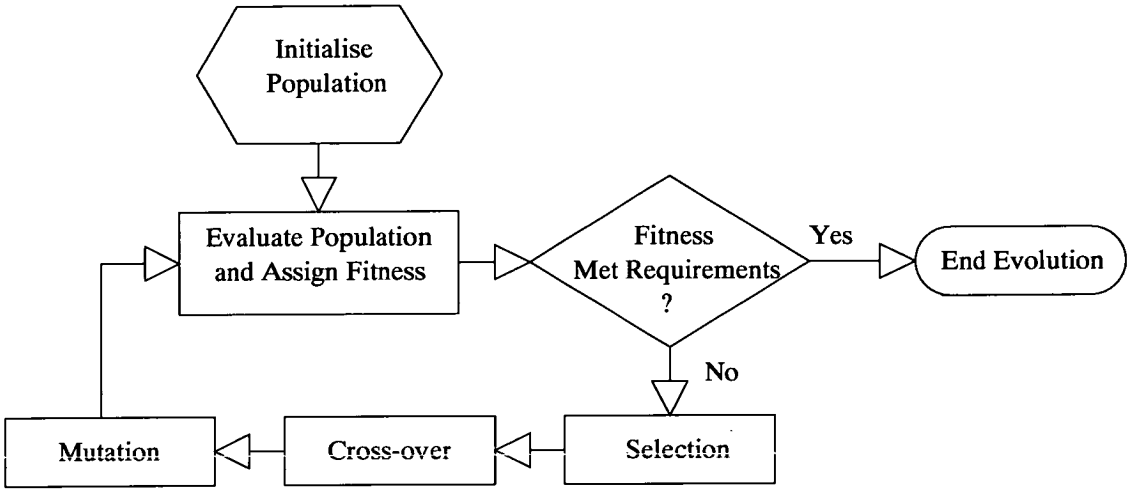 Initialise
Population
Evaluate Population
and Assign Fitness
Fitness
Met Requirements
?
Yes
End Evolution
No
Selection
Cross-over
Mutation